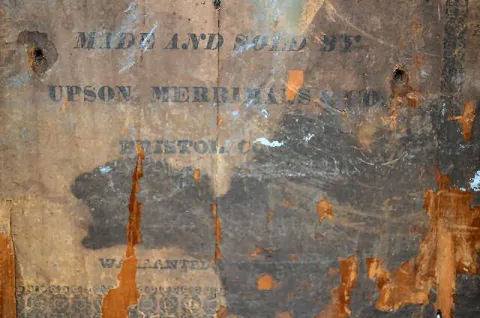 MADE AND SOLD BY
UPSON, MERRIMANS & CO.
BRISTOL, C
WARRANTED